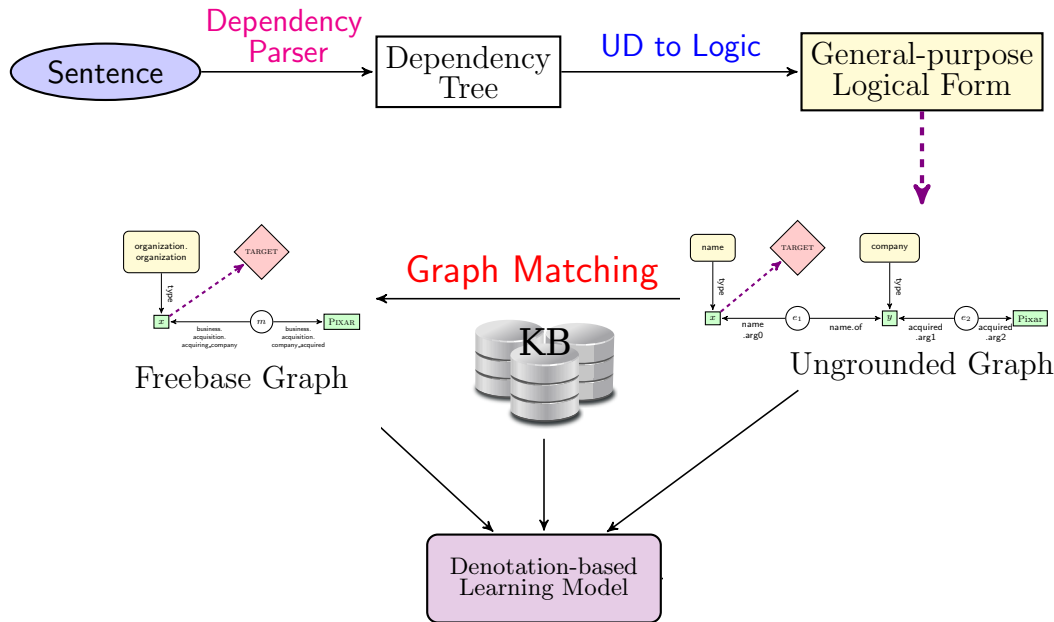 Dependency
Parser
Sentence
Dependency
Tree
UD to Logic
General-purpose
Logical Form
organization.
organization
TARGET
type
x
business.
acquisition.
acquiring_company
m
business.
acquisition.
company_acquired
PIXAR
Freebase Graph
Graph Matching
KB
name
TARGET
company
type
type
x
name
.arg0
e1
name.of
y
acquired
.arg1
e2
acquired
.arg2
Pixar
Ungrounded Graph
Denotation-based
Learning Model